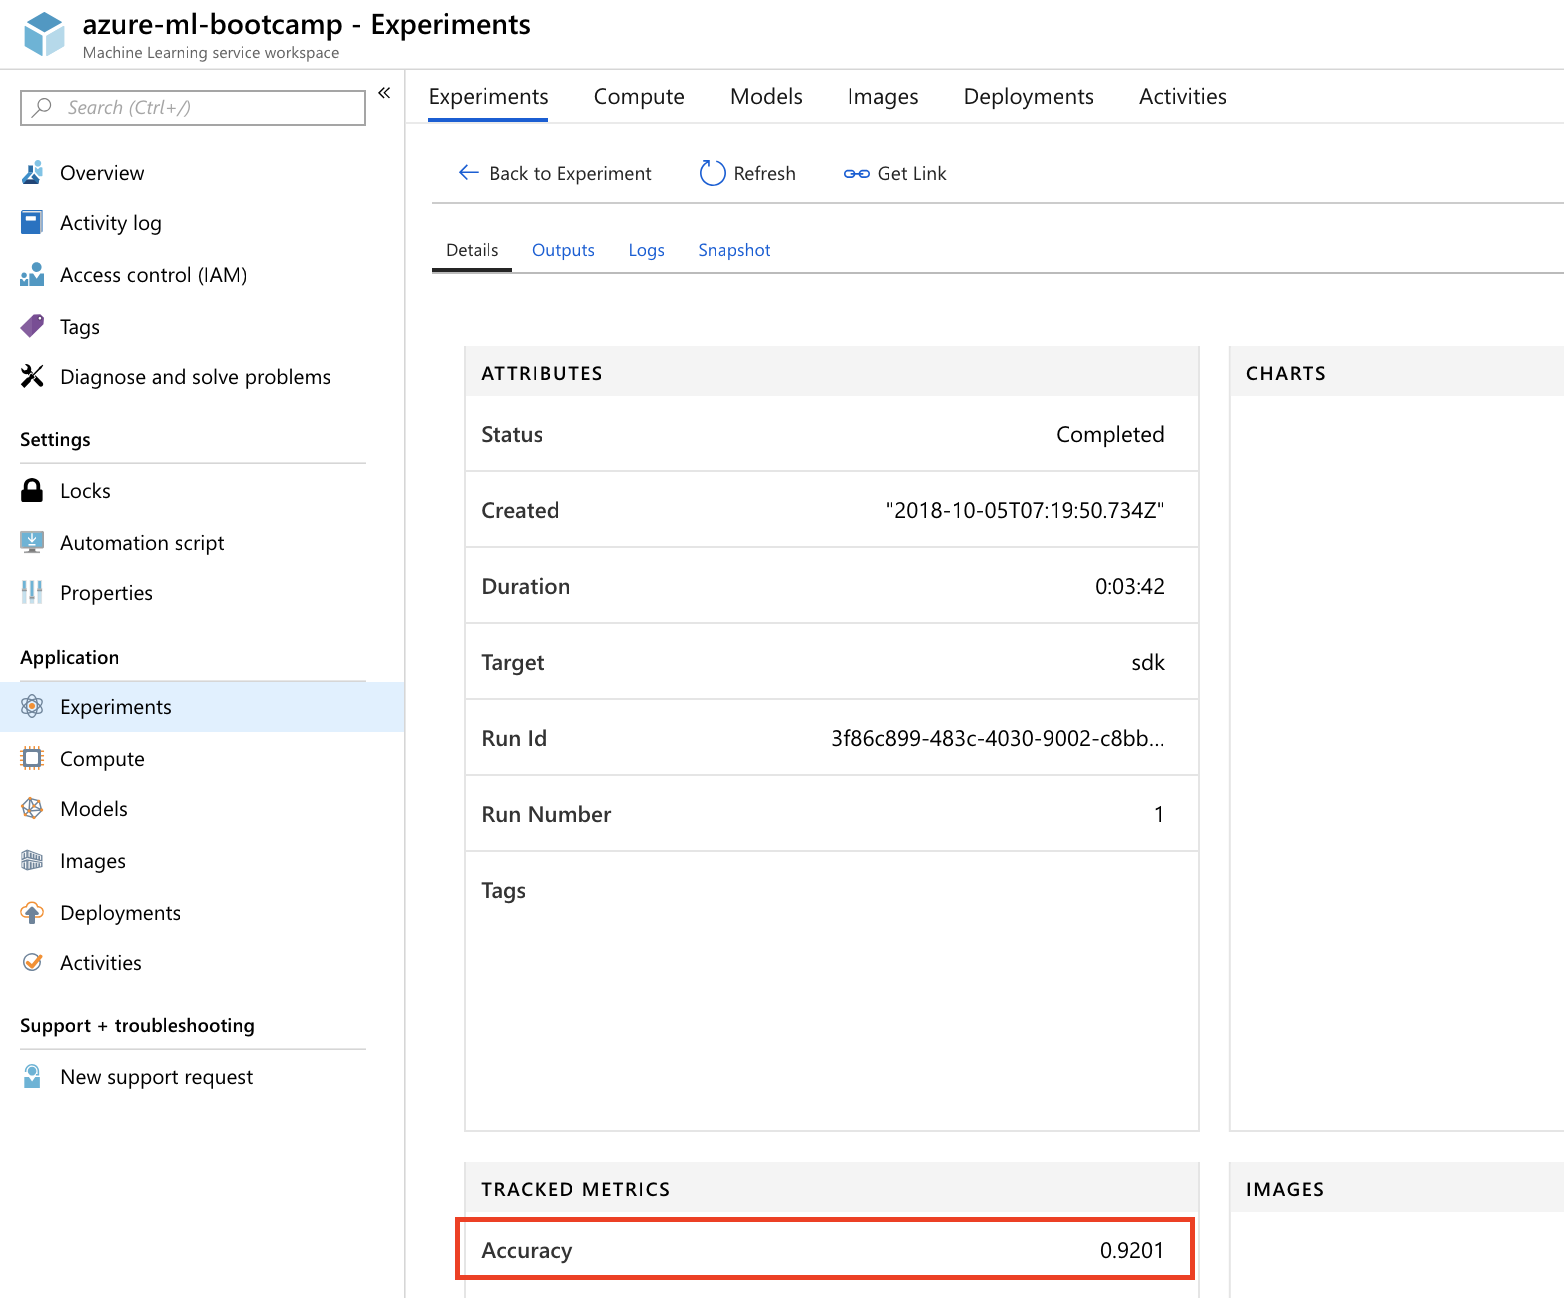 azure-ml-bootcamp - Experiments
Machine Learning service workspace
Search (Ctrl+/)
«
Overview
Activity log
Access control (IAM)
Tags
Diagnose and solve problems
Settings
Locks
Automation script
Properties
Application
Experiments
Compute
Models
Images
Deployments
Activities
Support + troubleshooting
New support request
Experiments Compute Models Images Deployments Activities
Back to Experiment Refresh Get Link
Details Outputs Logs Snapshot
ATTRIBUTES
Status Completed
Created "2018-10-05T07:19:50.734Z"
Duration 0:03:42
Target sdk
Run Id 3f86c899-483c-4030-9002-c8bb...
Run Number 1
Tags
CHARTS
TRACKED METRICS
Accuracy 0.9201
IMAGES